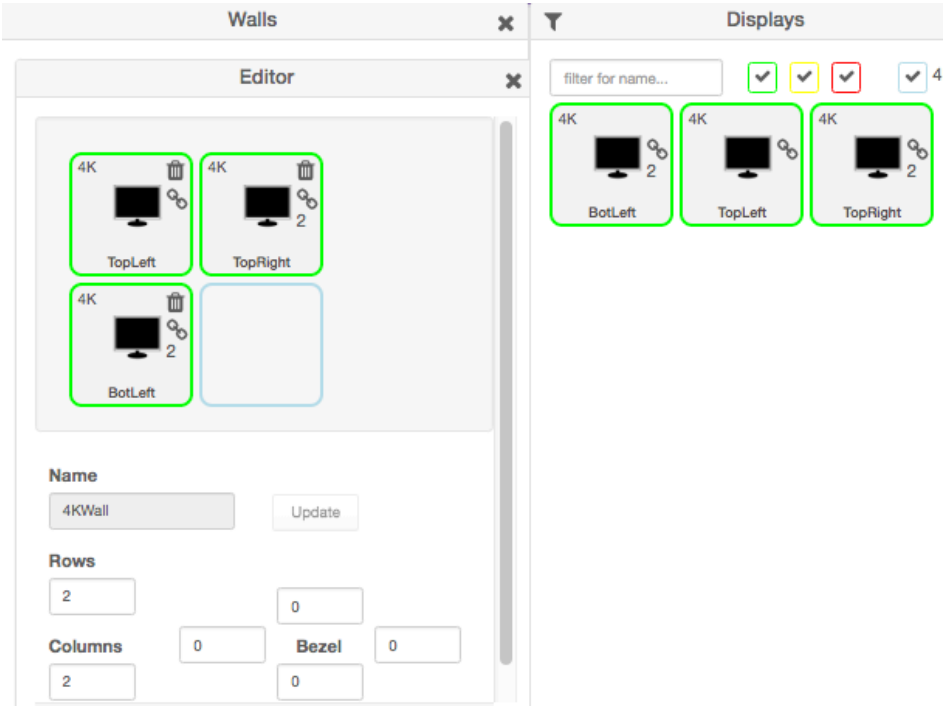 Walls
Editor
4K
TopLeft
4K
2
TopRight
4K
2
BotLeft
Name
4KWall
Update
Rows
2
0
Columns
0
Bezel
0
2
0
Displays
filter for name...
4
4K
2
BotLeft
4K
TopLeft
4K
2
TopRight